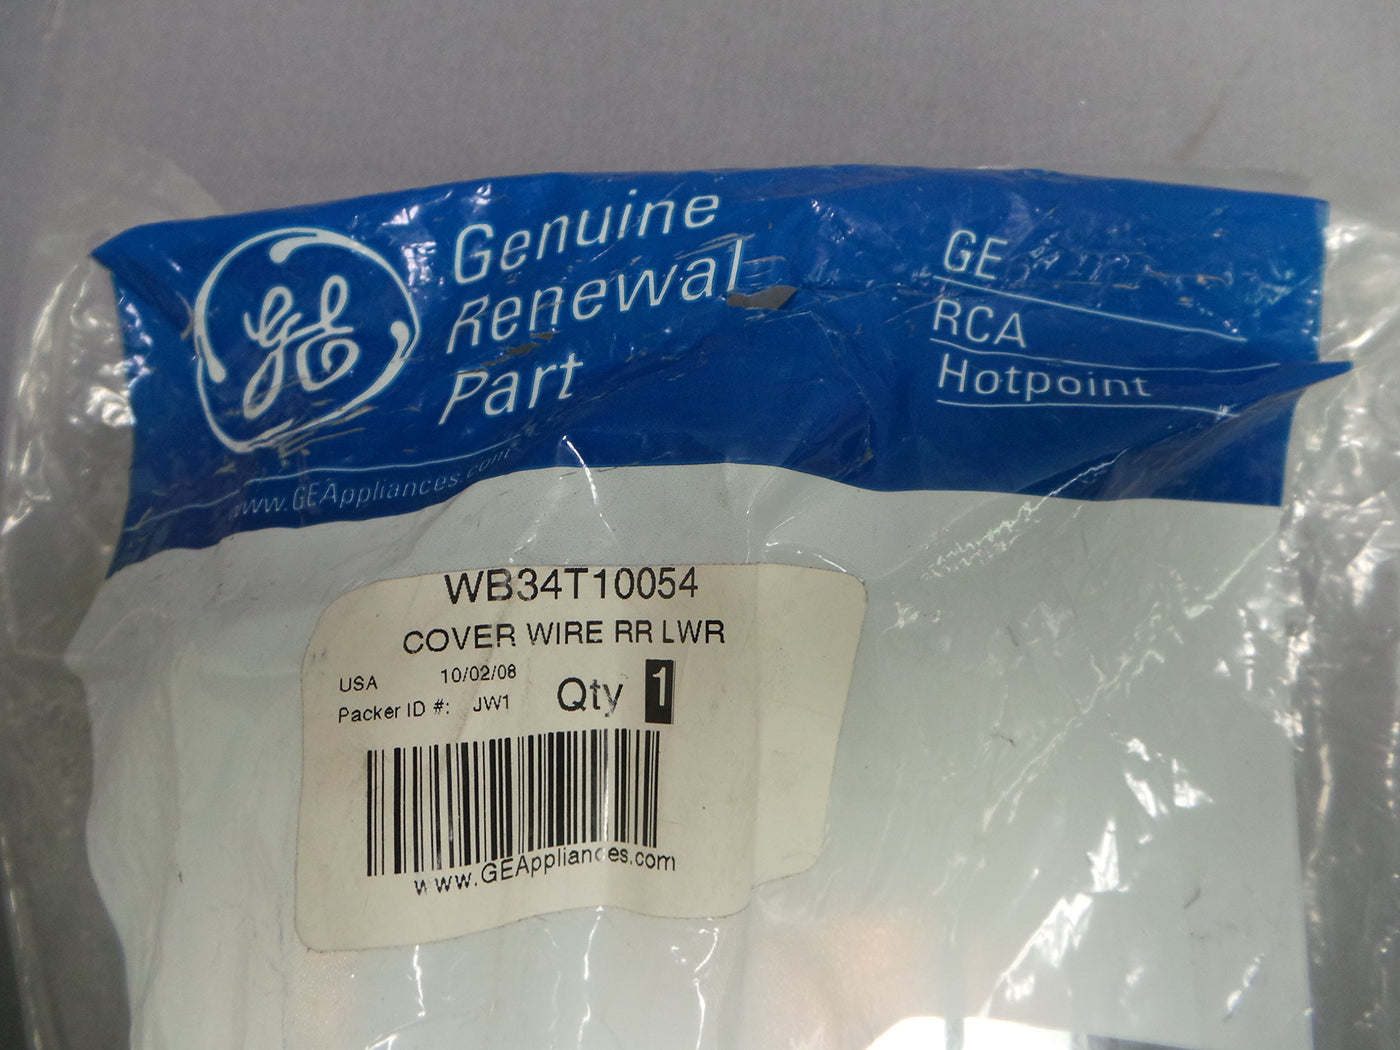 GE
Genuine
Renewal
Part
www.GEAppliances.com
GE
RCA
Hotpoint
WB34T10054
COVER WIRE RR LWR
USA 10/02/08
Packer ID #: JW1 Qty 1
www.GEAppliances.com